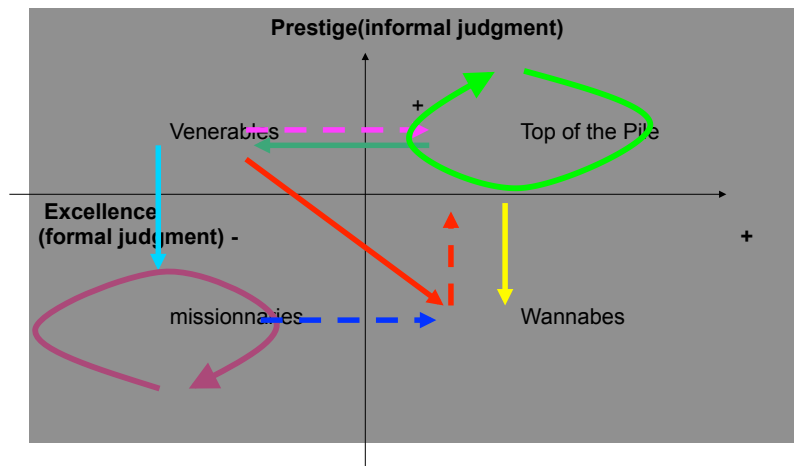 Prestige(informal judgment)
+
Venerables
Top of the Pile
Excellence
(formal judgment) -
+
missionnaries
Wannabes